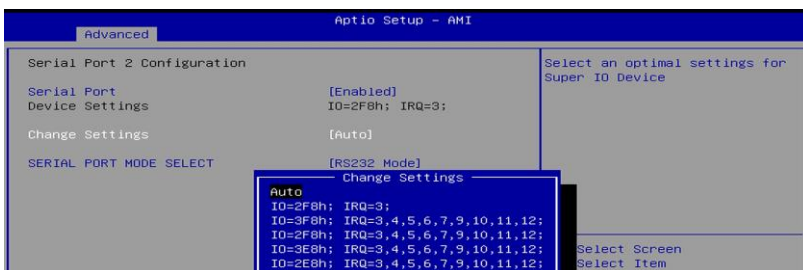 Aptio Setup - AMI
Advanced
Serial Port 2 Configuration
Select an optimal settings for
Super IO Device
Serial Port [Enabled]
Device Settings IO=2F8h; IRQ=3;
Change Settings [Auto]
SERIAL PORT MODE SELECT [RS232 Mode]
Change Settings
Auto
IO=2F8h; IRQ=3;
IO=3F8h; IRQ=3,4,5,6,7,9,10,11,12;
IO=2F8h; IRQ=3,4,5,6,7,9,10,11,12;
IO=3E8h; IRQ=3,4,5,6,7,9,10,11,12;
IO=2E8h; IRQ=3,4,5,6,7,9,10,11,12;
Select Screen
Select Item